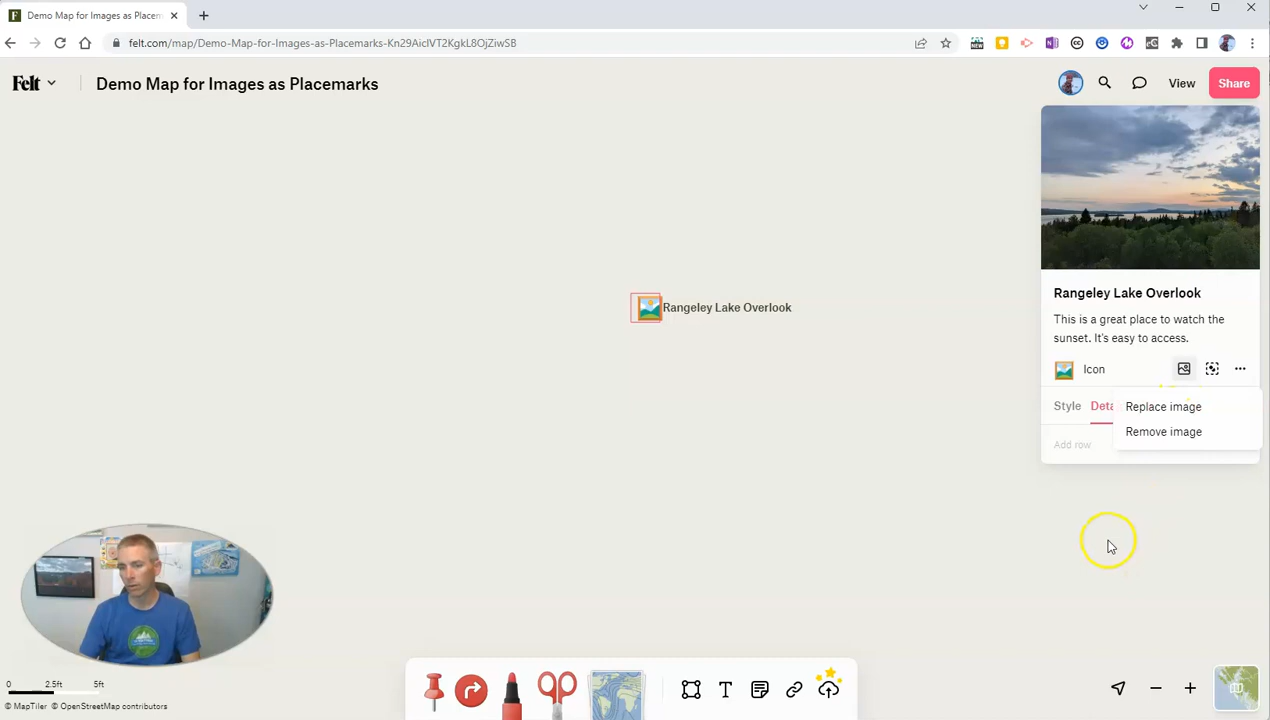 Demo Map for Images as Placem
felt.com/map/Demo-Map-for-Images-as-Placemarks-Kn29AicIVT2KgkL8OjZiwSB
Felt
Demo Map for Images as Placemarks
View
Share
Rangeley Lake Overlook
Rangeley Lake Overlook
This is a great place to watch the
sunset. It's easy to access.
Icon
Style
Deta
Replace image
Remove image
Add row
0 2.5ft 5ft
© MapTiler © OpenStreetMap contributors